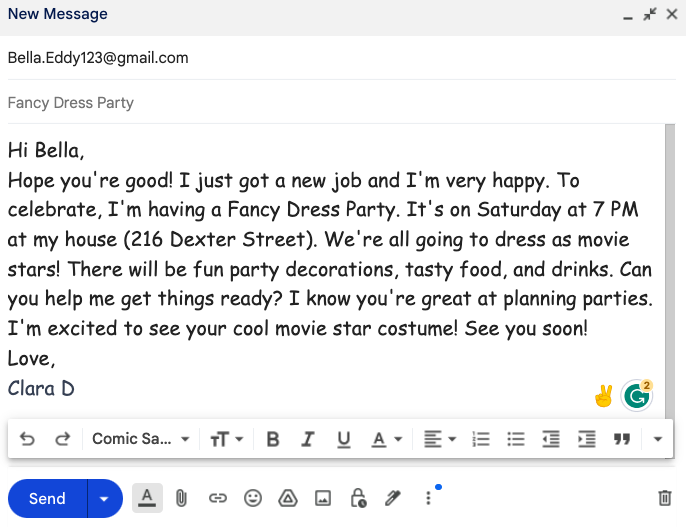 New Message
Bella.Eddy123@gmail.com
Fancy Dress Party
Hi Bella,
Hope you're good! I just got a new job and I'm very happy. To
celebrate, I'm having a Fancy Dress Party. It's on Saturday at 7 PM
at my house (216 Dexter Street). We're all going to dress as movie
stars! There will be fun party decorations, tasty food, and drinks. Can
you help me get things ready? I know you're great at planning parties.
I'm excited to see your cool movie star costume! See you soon!
Love,
Clara D
2
Comic Sa...
B I U A
Send
A